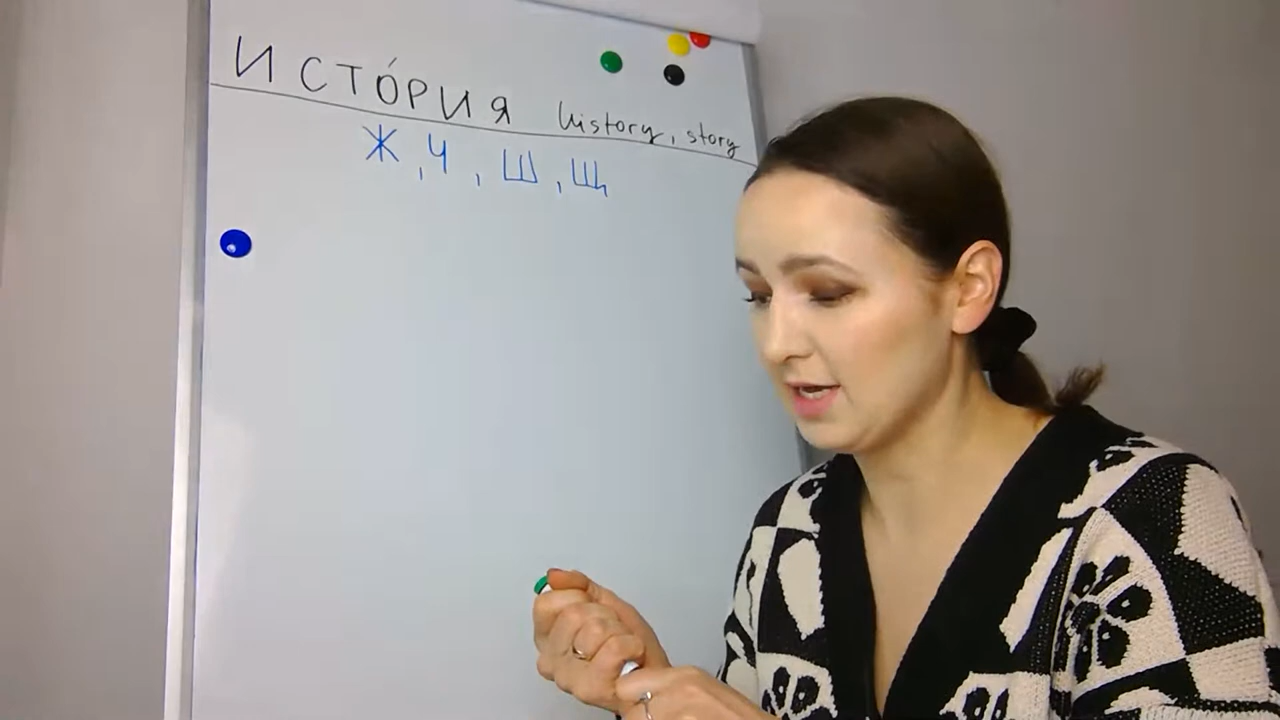 ИСТО́РИЯ history, story
Ж, Ч, Ш, Щ